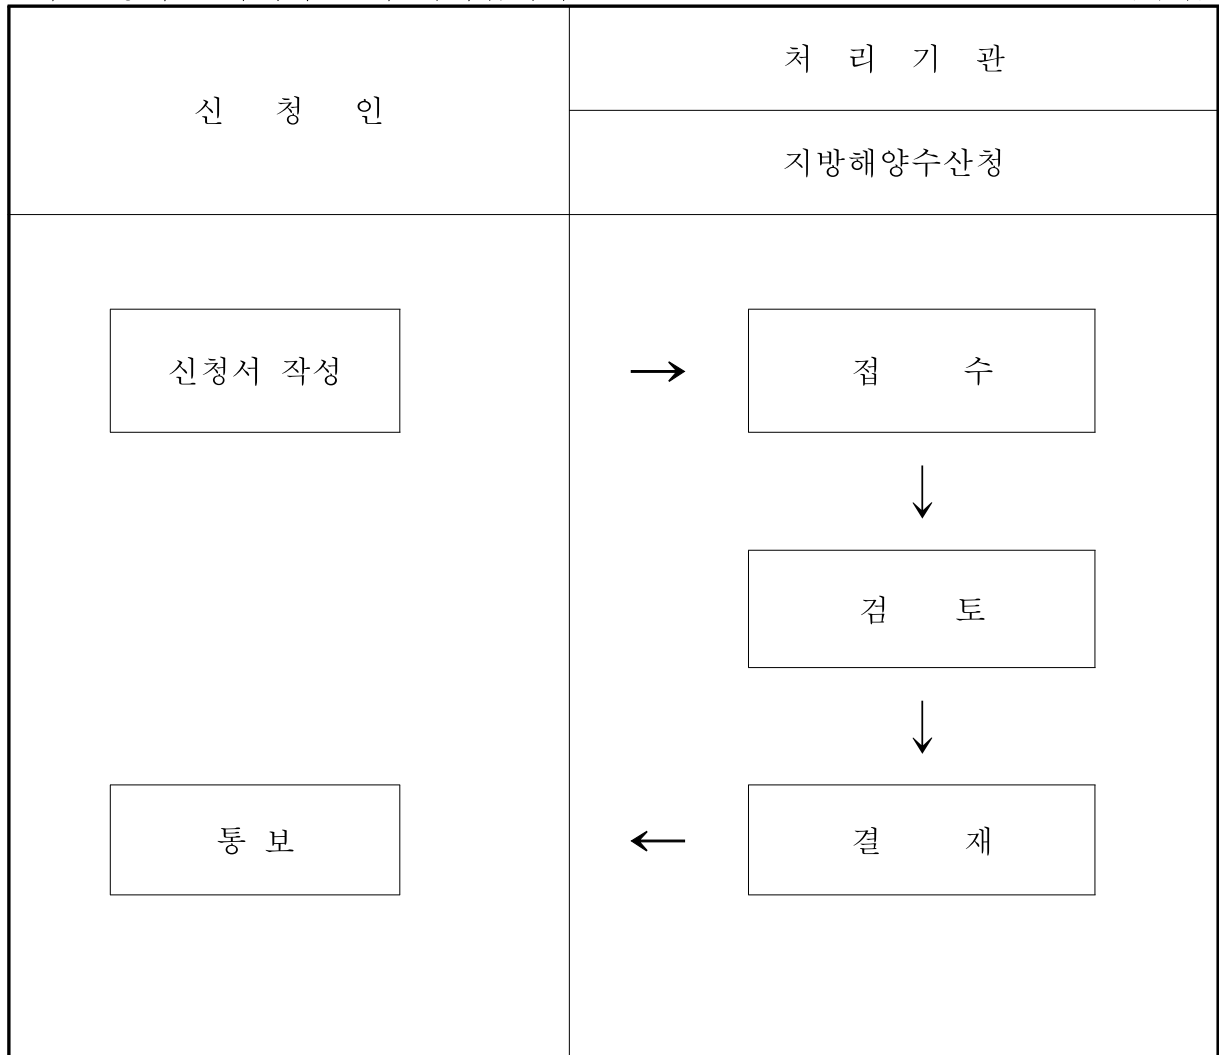 처 리 기 관
신 청 인
지방해양수산청
신청서 작성
→
접 수
↓
검 토
↓
통 보
←
결 재